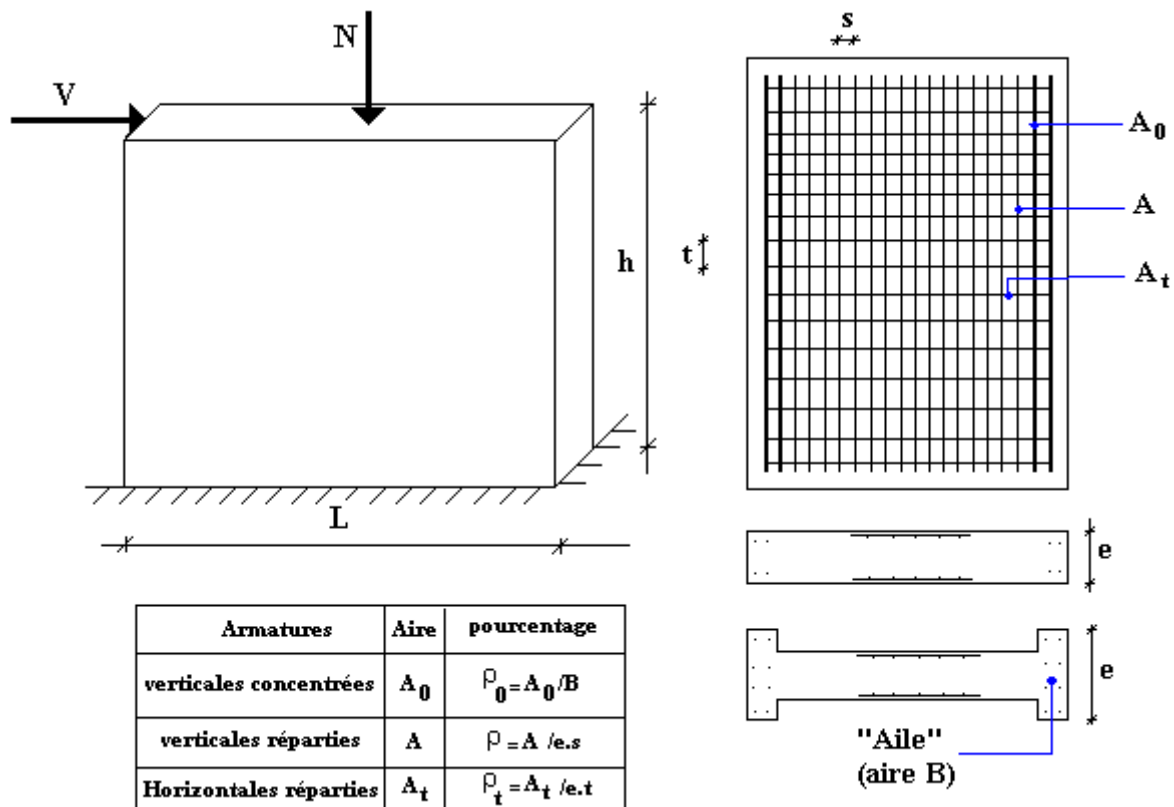 N
V
h
L
s
A0
A
t
At
e
e
"Aile"
(aire B)
Armatures Aire pourcentage
verticales concentrées A0 ρ0=A0/B
verticales réparties A ρ =A /e.s
Horizontales réparties At ρt=At/e.t